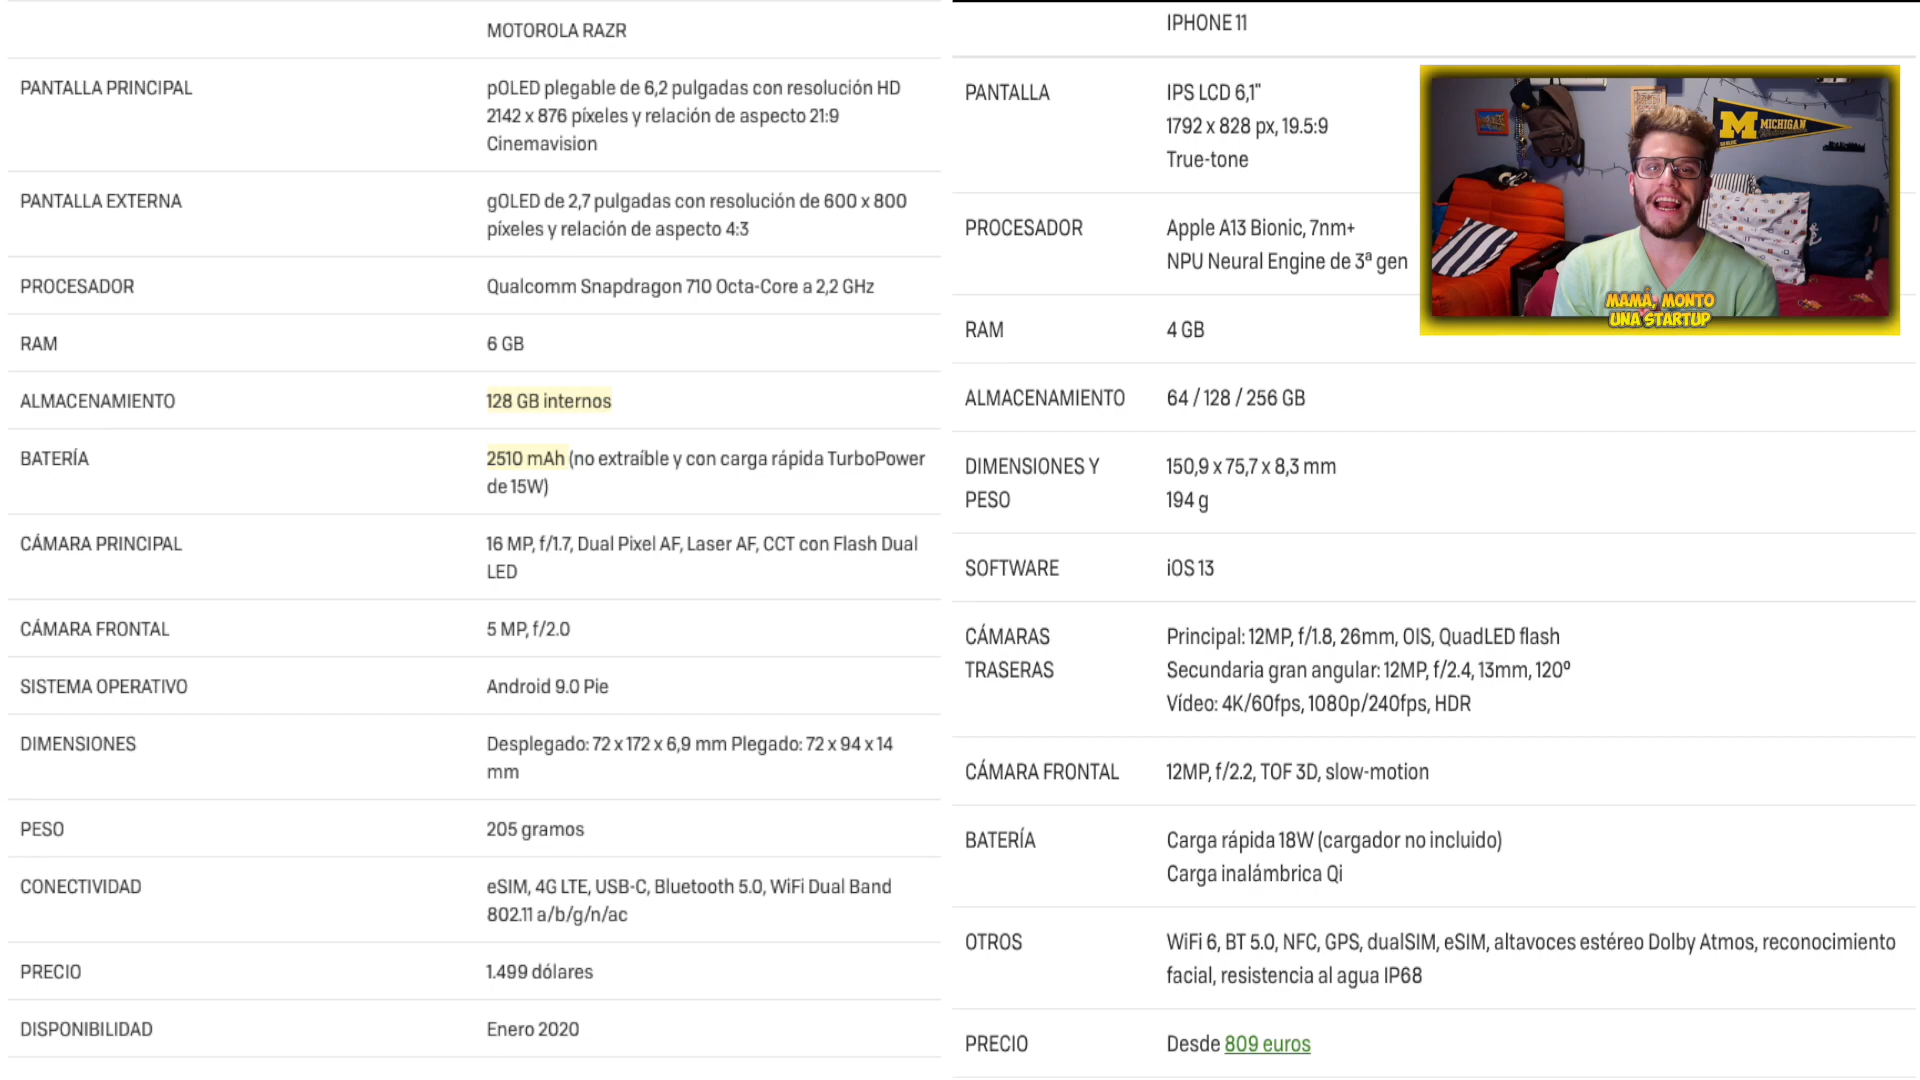 MOTOROLA RAZR
PANTALLA PRINCIPAL
pOLED plegable de 6,2 pulgadas con resolución HD
2142 x 876 píxeles y relación de aspecto 21:9
Cinemavision
PANTALLA EXTERNA
gOLED de 2,7 pulgadas con resolución de 600 x 800
píxeles y relación de aspecto 4:3
PROCESADOR
Qualcomm Snapdragon 710 Octa-Core a 2,2 GHz
RAM
6 GB
ALMACENAMIENTO
128 GB internos
BATERÍA
2510 mAh (no extraíble y con carga rápida TurboPower
de 15W)
CÁMARA PRINCIPAL
16 MP, f/1.7, Dual Pixel AF, Laser AF, CCT con Flash Dual
LED
CÁMARA FRONTAL
5 MP, f/2.0
SISTEMA OPERATIVO
Android 9.0 Pie
DIMENSIONES
Desplegado: 72 x 172 x 6,9 mm Plegado: 72 x 94 x 14
mm
PESO
205 gramos
CONECTIVIDAD
eSIM, 4G LTE, USB-C, Bluetooth 5.0, WiFi Dual Band
802.11 a/b/g/n/ac
PRECIO
1.499 dólares
DISPONIBILIDAD
Enero 2020
IPHONE 11
PANTALLA
IPS LCD 6,1"
1792 x 828 px, 19.5:9
True-tone
PROCESADOR
Apple A13 Bionic, 7nm+
NPU Neural Engine de 3ª gen
RAM
4 GB
ALMACENAMIENTO
64 / 128 / 256 GB
DIMENSIONES Y
PESO
150,9 x 75,7 x 8,3 mm
194 g
SOFTWARE
iOS 13
CÁMARAS
TRASERAS
Principal: 12MP, f/1.8, 26mm, OIS, QuadLED flash
Secundaria gran angular: 12MP, f/2.4, 13mm, 120º
Vídeo: 4K/60fps, 1080p/240fps, HDR
CÁMARA FRONTAL
12MP, f/2.2, TOF 3D, slow-motion
BATERÍA
Carga rápida 18W (cargador no incluido)
Carga inalámbrica Qi
OTROS
WiFi 6, BT 5.0, NFC, GPS, dualSIM, eSIM, altavoces estéreo Dolby Atmos, reconocimiento
facial, resistencia al agua IP68
PRECIO
Desde 809 euros
M MICHIGAN
MAMÁ, MONTO
UNA STARTUP